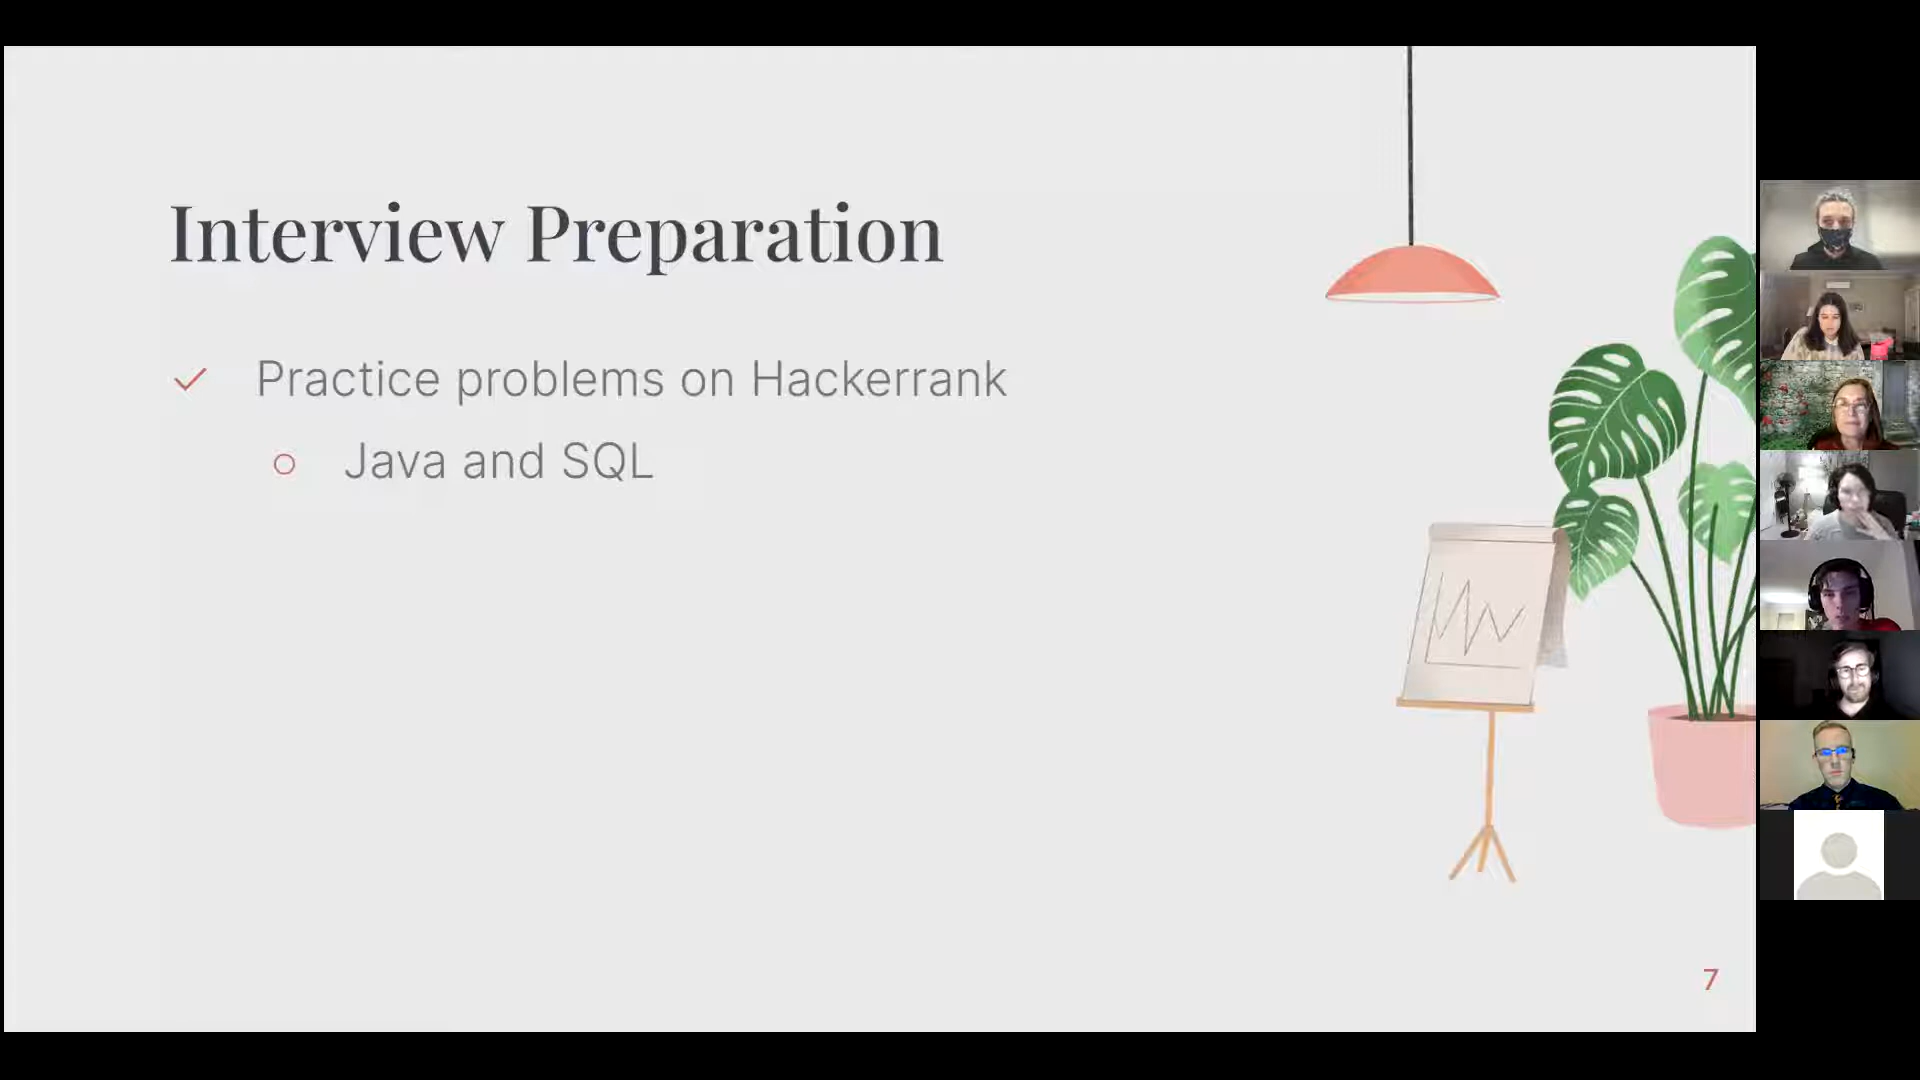 Interview Preparation
Practice problems on Hackerrank
Java and SQL
7